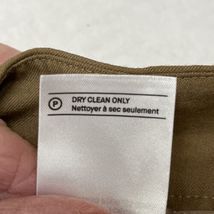 P DRY CLEAN ONLY
Nettoyer à sec seulement